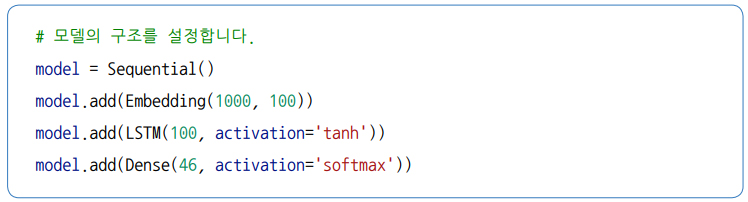 # 모델의 구조를 설정합니다.
model = Sequential()
model.add(Embedding(1000, 100))
model.add(LSTM(100, activation='tanh'))
model.add(Dense(46, activation='softmax'))